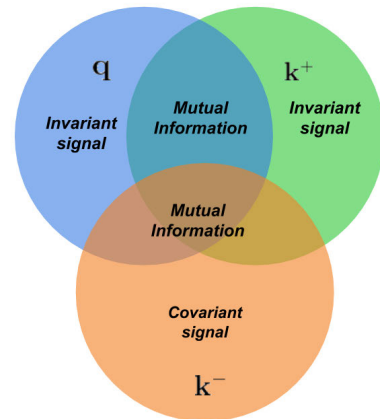 q
k⁺
Invariant
signal
Mutual
Information
Invariant
signal
Mutual
Information
Covariant
signal
k⁻